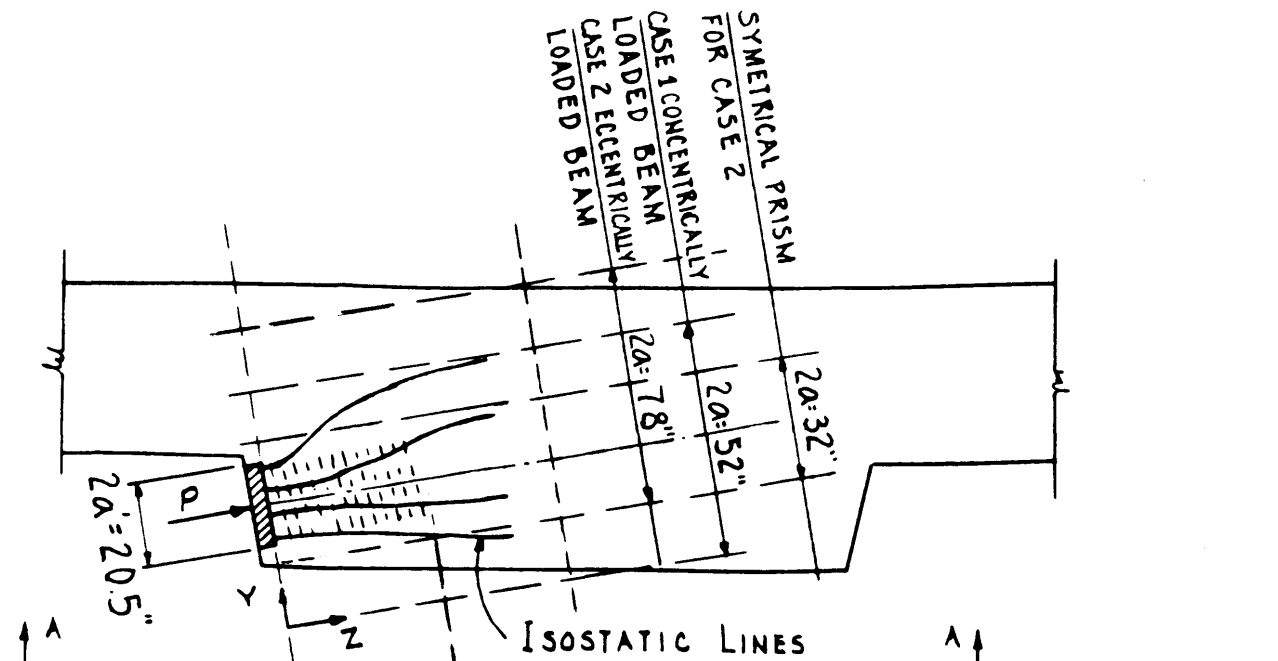 SYMETRICAL PRISM
FOR CASE 2
CASE 1 CONCENTRICALLY
LOADED BEAM
CASE 2 ECCENTRICALLY
LOADED BEAM
2a=78"
2a=52"
2a=32"
P
2a'=20.5"
Y
Z
A
ISOSTATIC LINES
A